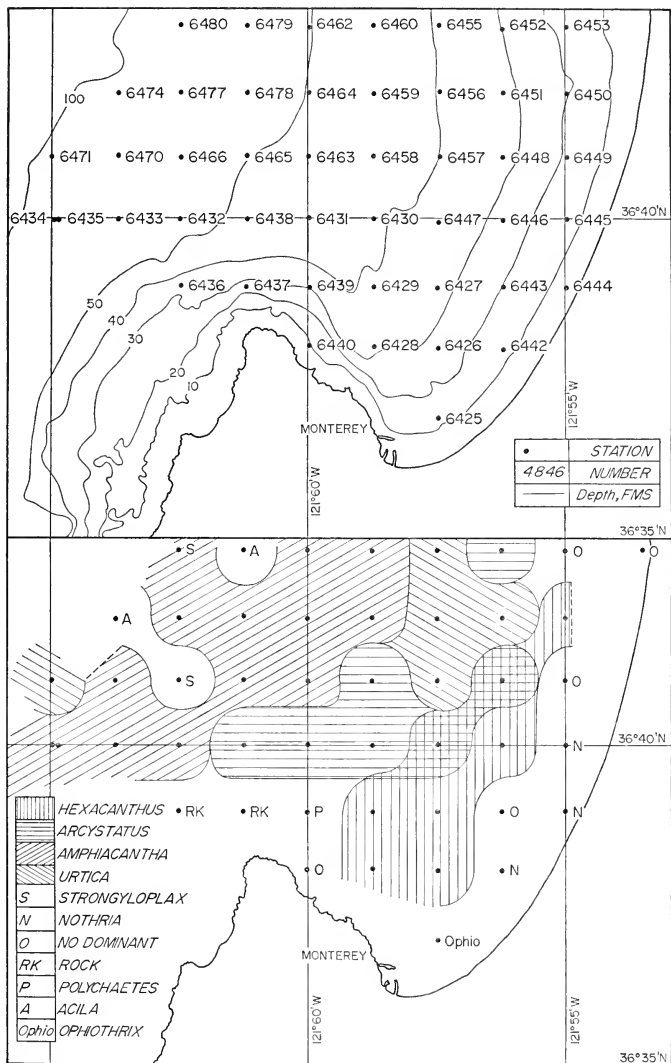 6480 6479 6462 6460 6455 6452 6453
100
6474 6477 6478 6464 6459 6456 6451 6450
6471 6470 6466 6465 6463 6458 6457 6448 6449
6434 6435 6433 6432 6438 6431 6430 6447 6446 6445 36°40'N
6436 6437 6439 6429 6427 6443 6444
50
40
30
20
10
6440 6428 6426 6442
6425
MONTEREY
121°60'W
121°55'W
STATION
4846 NUMBER
Depth, FMS
36°35'N
S A O O
A
S O
N 36°40'N
RK RK P O N
O N
Ophio
MONTEREY
121°60'W
121°55'W
HEXACANTHUS
ARCYSTATUS
AMPHIACANTHA
URTICA
S STRONGYLOPLAX
N NOTHRIA
O NO DOMINANT
RK ROCK
P POLYCHAETES
A ACILA
Ophio OPHIOTHRIX
36°35'N